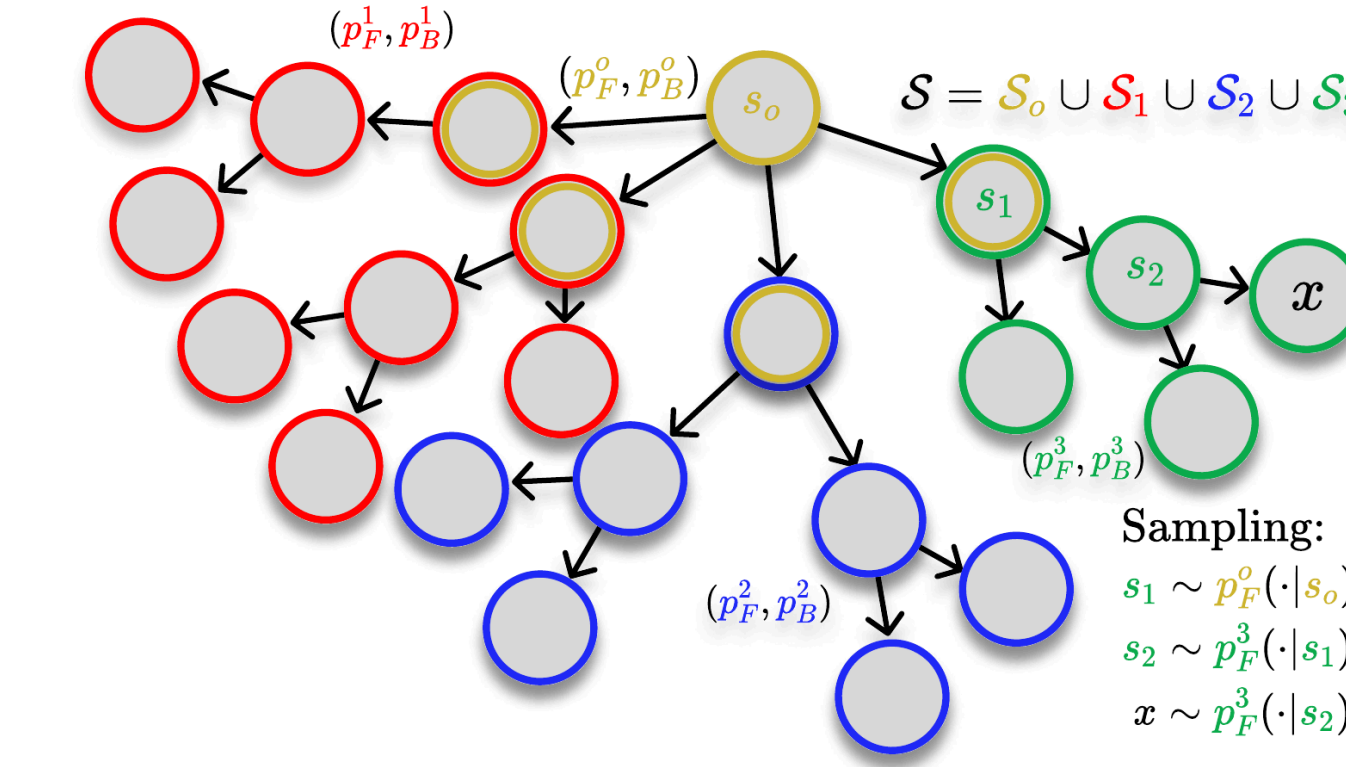 (p_F^1, p_B^1)
(p_F^o, p_B^o)
s_o
𝒮 = 𝒮_o ∪ 𝒮_1 ∪ 𝒮_2 ∪ 𝒮
s_1
s_2
x
(p_F^3, p_B^3)
(p_F^2, p_B^2)
Sampling:
s_1 ∼ p_F^o(·|s_o)
s_2 ∼ p_F^3(·|s_1)
x ∼ p_F^3(·|s_2)